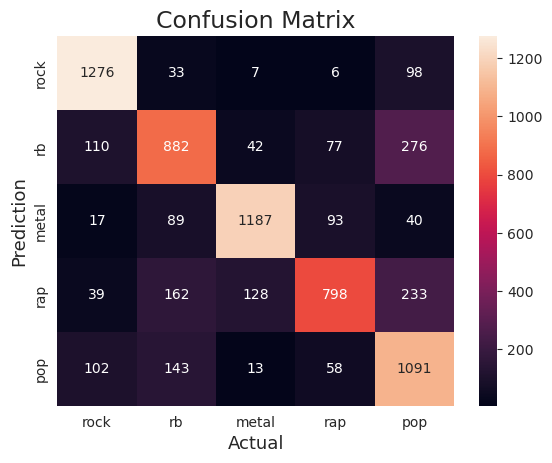 Confusion Matrix
Prediction
rock 1276 33 7 6 98
rb 110 882 42 77 276
metal 17 89 1187 93 40
rap 39 162 128 798 233
pop 102 143 13 58 1091
rock rb metal rap pop
Actual
1200
1000
800
600
400
200